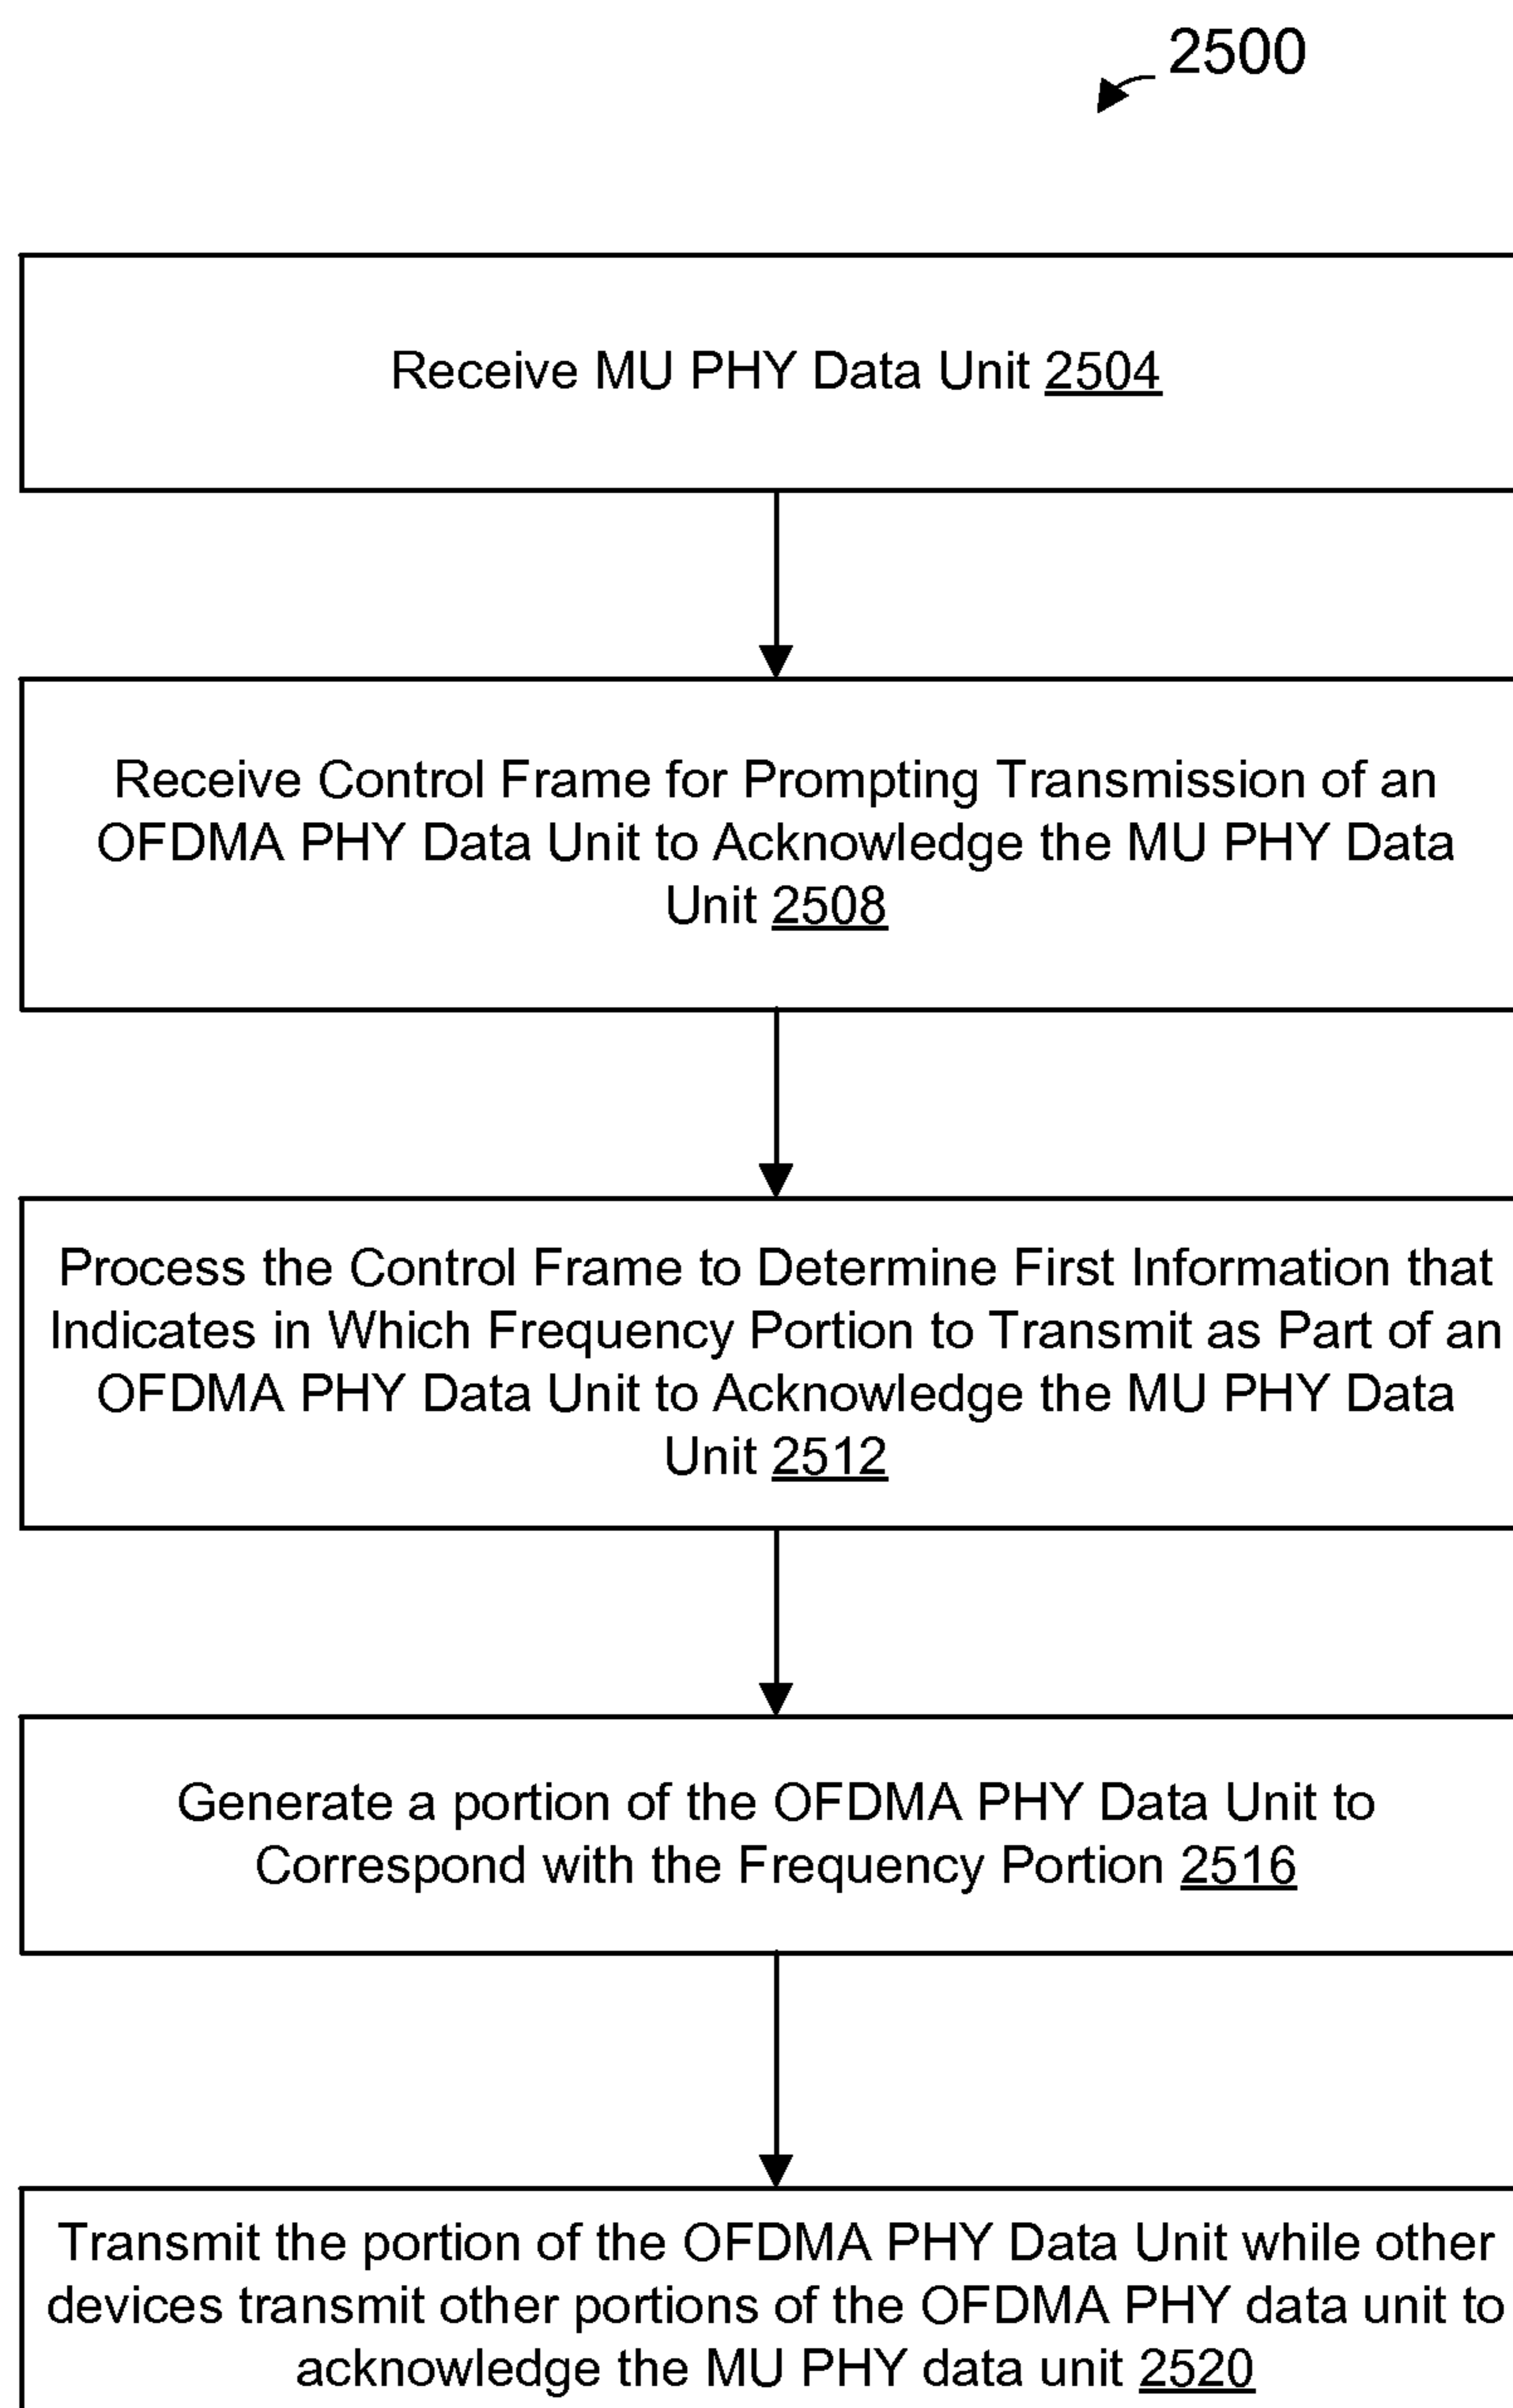 2500
Receive MU PHY Data Unit 2504
Receive Control Frame for Prompting Transmission of an
OFDMA PHY Data Unit to Acknowledge the MU PHY Data
Unit 2508
Process the Control Frame to Determine First Information that
Indicates in Which Frequency Portion to Transmit as Part of an
OFDMA PHY Data Unit to Acknowledge the MU PHY Data
Unit 2512
Generate a portion of the OFDMA PHY Data Unit to
Correspond with the Frequency Portion 2516
Transmit the portion of the OFDMA PHY Data Unit while other
devices transmit other portions of the OFDMA PHY data unit to
acknowledge the MU PHY data unit 2520